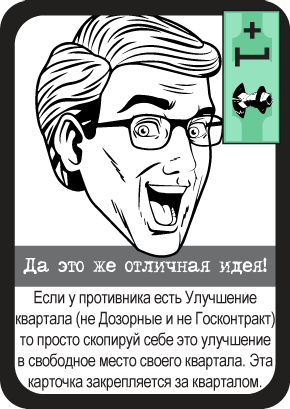 +1
Да это же отличная идея!
Если у противника есть Улучшение
квартала (не Дозорные и не Госконтракт)
то просто скопируй себе это улучшение
в свободное место своего квартала. Эта
карточка закрепляется за кварталом.